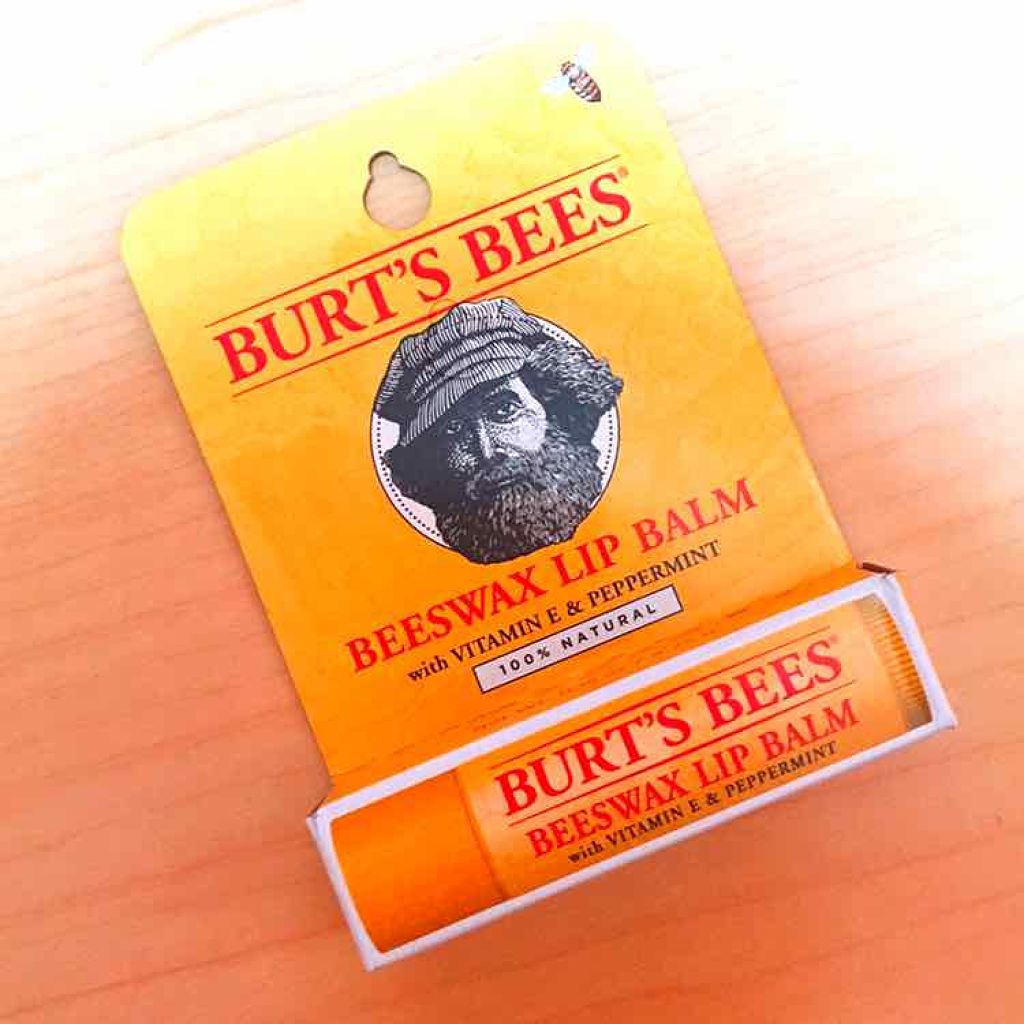 BURT'S BEES®
BEESWAX LIP BALM
with VITAMIN E & PEPPERMINT
100% NATURAL
BURT'S BEES®
BEESWAX LIP BALM
with VITAMIN E & PEPPERMINT